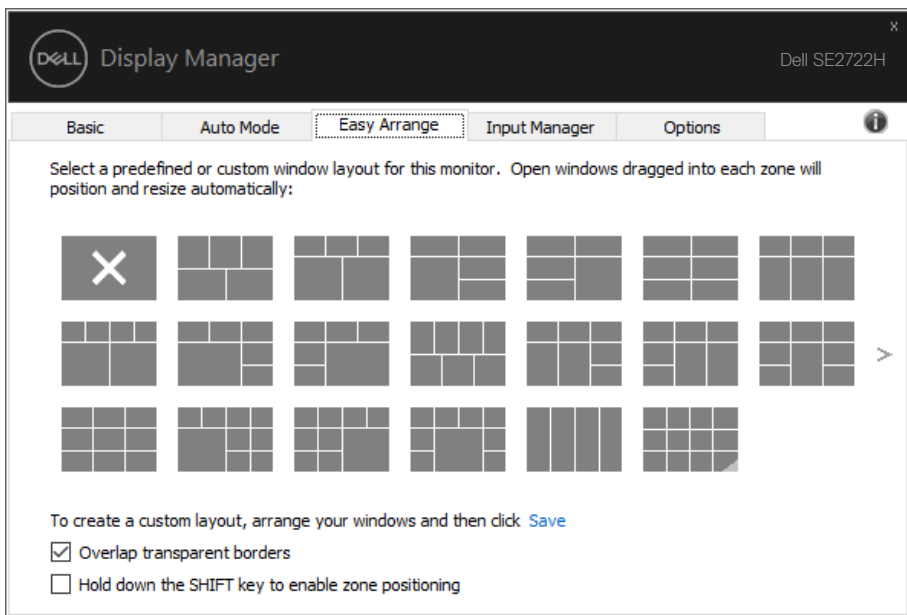 x
DELL Display Manager
Dell SE2722H
Basic Auto Mode Easy Arrange Input Manager Options
Select a predefined or custom window layout for this monitor. Open windows dragged into each zone will
position and resize automatically:
>
To create a custom layout, arrange your windows and then click Save
Overlap transparent borders
Hold down the SHIFT key to enable zone positioning